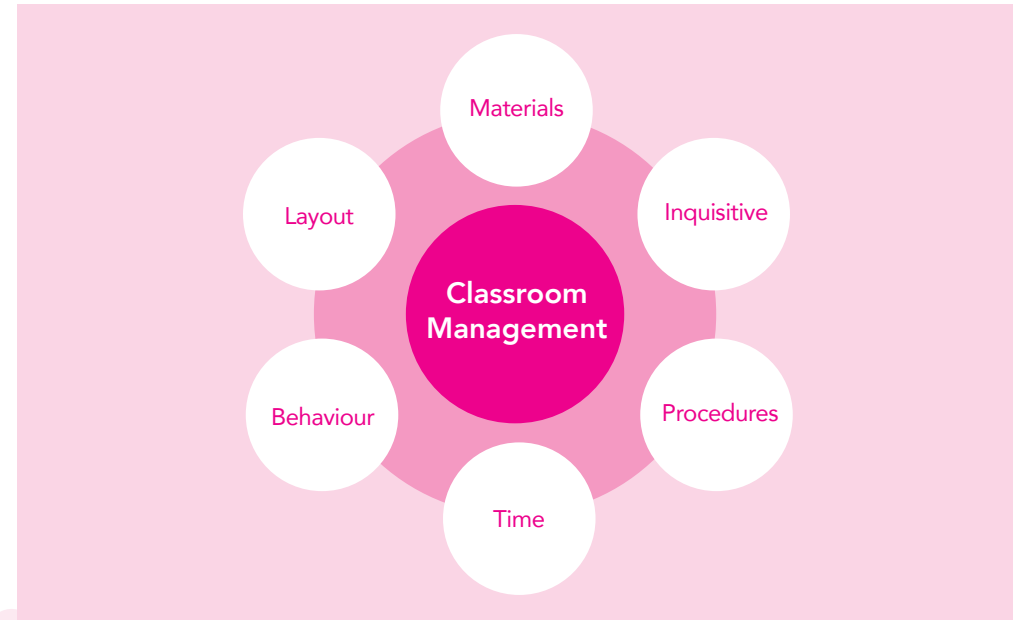 Materials
Inquisitive
Layout
Classroom
Management
Behaviour
Procedures
Time